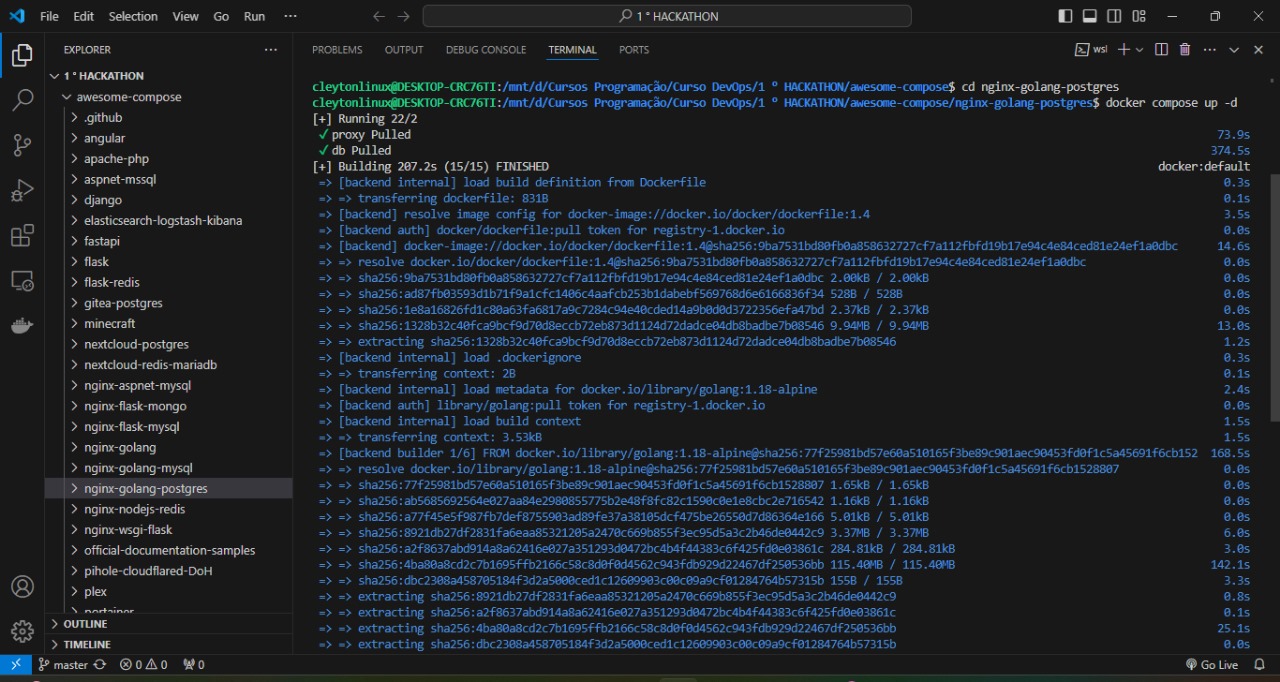 File Edit Selection View Go Run ··· 1 ° HACKATHON
EXPLORER ···
1 ° HACKATHON
awesome-compose
.github
angular
apache-php
aspnet-mssql
django
elasticsearch-logstash-kibana
fastapi
flask
flask-redis
gitea-postgres
minecraft
nextcloud-postgres
nextcloud-redis-mariadb
nginx-aspnet-mysql
nginx-flask-mongo
nginx-flask-mysql
nginx-golang
nginx-golang-mysql
nginx-golang-postgres
nginx-nodejs-redis
nginx-wsgi-flask
official-documentation-samples
pihole-cloudflared-DoH
plex
portainer
OUTLINE
TIMELINE
PROBLEMS OUTPUT DEBUG CONSOLE TERMINAL PORTS wsl
cleytonlinux@DESKTOP-CRC76TI:/mnt/d/Cursos Programação/Curso DevOps/1 º HACKATHON/awesome-compose$ cd nginx-golang-postgres
cleytonlinux@DESKTOP-CRC76TI:/mnt/d/Cursos Programação/Curso DevOps/1 º HACKATHON/awesome-compose/nginx-golang-postgres$ docker compose up -d
[+] Running 22/2
✓ proxy Pulled 73.9s
✓ db Pulled 374.5s
[+] Building 207.2s (15/15) FINISHED docker:default
=> [backend internal] load build definition from Dockerfile 0.3s
=> => transferring dockerfile: 831B 0.1s
=> [backend] resolve image config for docker-image://docker.io/docker/dockerfile:1.4 3.5s
=> [backend auth] docker/dockerfile:pull token for registry-1.docker.io 0.0s
=> [backend] docker-image://docker.io/docker/dockerfile:1.4@sha256:9ba7531bd80fb0a858632727cf7a112fbfd19b17e94c4e84ced81e24ef1a0dbc 14.6s
=> => resolve docker.io/docker/dockerfile:1.4@sha256:9ba7531bd80fb0a858632727cf7a112fbfd19b17e94c4e84ced81e24ef1a0dbc 0.0s
=> => sha256:9ba7531bd80fb0a858632727cf7a112fbfd19b17e94c4e84ced81e24ef1a0dbc 2.00kB / 2.00kB 0.0s
=> => sha256:ad87fb03593d1b71f9a1cfc1406c4aafcb253b1dabebf569768d6e6166836f34 528B / 528B 0.0s
=> => sha256:1e8a16826fd1c80a63fa6817a9c7284c94e40cded14a9b0d0d3722356efa47bd 2.37kB / 2.37kB 0.0s
=> => sha256:1328b32c40fca9bcf9d70d8eccb72eb873d1124d72dadce04db8badbe7b08546 9.94MB / 9.94MB 13.0s
=> => extracting sha256:1328b32c40fca9bcf9d70d8eccb72eb873d1124d72dadce04db8badbe7b08546 1.2s
=> [backend internal] load .dockerignore 0.3s
=> => transferring context: 2B 0.1s
=> [backend internal] load metadata for docker.io/library/golang:1.18-alpine 2.4s
=> [backend auth] library/golang:pull token for registry-1.docker.io 0.0s
=> [backend internal] load build context 1.5s
=> => transferring context: 3.53kB 1.5s
=> [backend builder 1/6] FROM docker.io/library/golang:1.18-alpine@sha256:77f25981bd57e60a510165f3be89c901aec90453fd0f1c5a45691f6cb152 168.5s
=> => resolve docker.io/library/golang:1.18-alpine@sha256:77f25981bd57e60a510165f3be89c901aec90453fd0f1c5a45691f6cb1528807 0.0s
=> => sha256:77f25981bd57e60a510165f3be89c901aec90453fd0f1c5a45691f6cb1528807 1.65kB / 1.65kB 0.0s
=> => sha256:ab5685692564e027aa84e2980855775b2e48f8fc82c1590c0e1e8cbc2e716542 1.16kB / 1.16kB 0.0s
=> => sha256:a77f45e5f987fb7def8755903ad89fe37a38105dcf475be26550d7d86364e166 5.01kB / 5.01kB 0.0s
=> => sha256:8921db27df2831fa6eaa85321205a2470c669b855f3ec95d5a3c2b46de0442c9 3.37MB / 3.37MB 6.0s
=> => sha256:a2f8637abd914a8a62416e027a351293d0472bc4b4f44383c6f425fd0e03861c 284.81kB / 284.81kB 3.0s
=> => sha256:4ba80a8cd2c7b1695ffb2166c58c8d0f0d4562c943fdb929d22467df250536bb 115.40MB / 115.40MB 142.1s
=> => sha256:dbc2308a458705184f3d2a5000ced1c12609903c00c09a9cf01284764b57315b 155B / 155B 3.3s
=> => extracting sha256:8921db27df2831fa6eaa85321205a2470c669b855f3ec95d5a3c2b46de0442c9 0.8s
=> => extracting sha256:a2f8637abd914a8a62416e027a351293d0472bc4b4f44383c6f425fd0e03861c 0.1s
=> => extracting sha256:4ba80a8cd2c7b1695ffb2166c58c8d0f0d4562c943fdb929d22467df250536bb 25.1s
=> => extracting sha256:dbc2308a458705184f3d2a5000ced1c12609903c00c09a9cf01284764b57315b 0.0s
master 0 0 0 Go Live